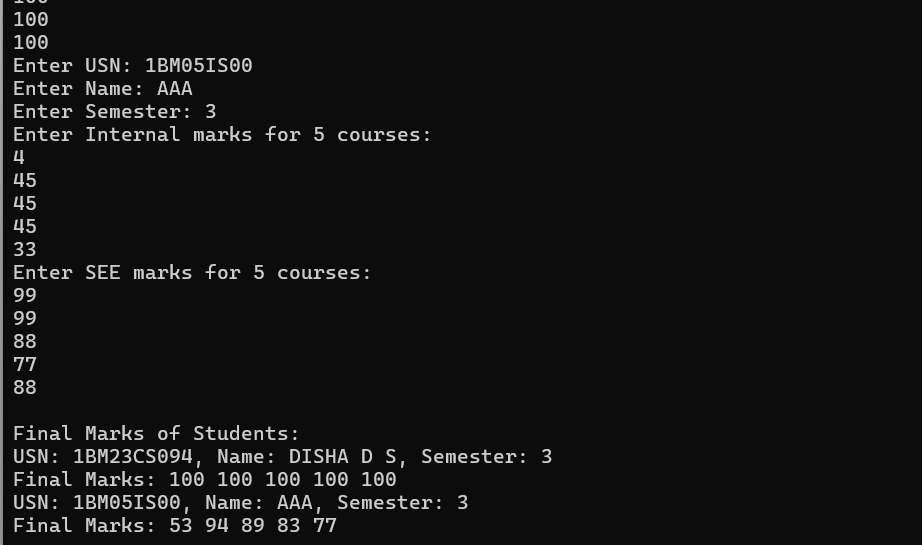 100
100
Enter USN: 1BM05IS00
Enter Name: AAA
Enter Semester: 3
Enter Internal marks for 5 courses:
4
45
45
45
33
Enter SEE marks for 5 courses:
99
99
88
77
88

Final Marks of Students:
USN: 1BM23CS094, Name: DISHA D S, Semester: 3
Final Marks: 100 100 100 100 100
USN: 1BM05IS00, Name: AAA, Semester: 3
Final Marks: 53 94 89 83 77